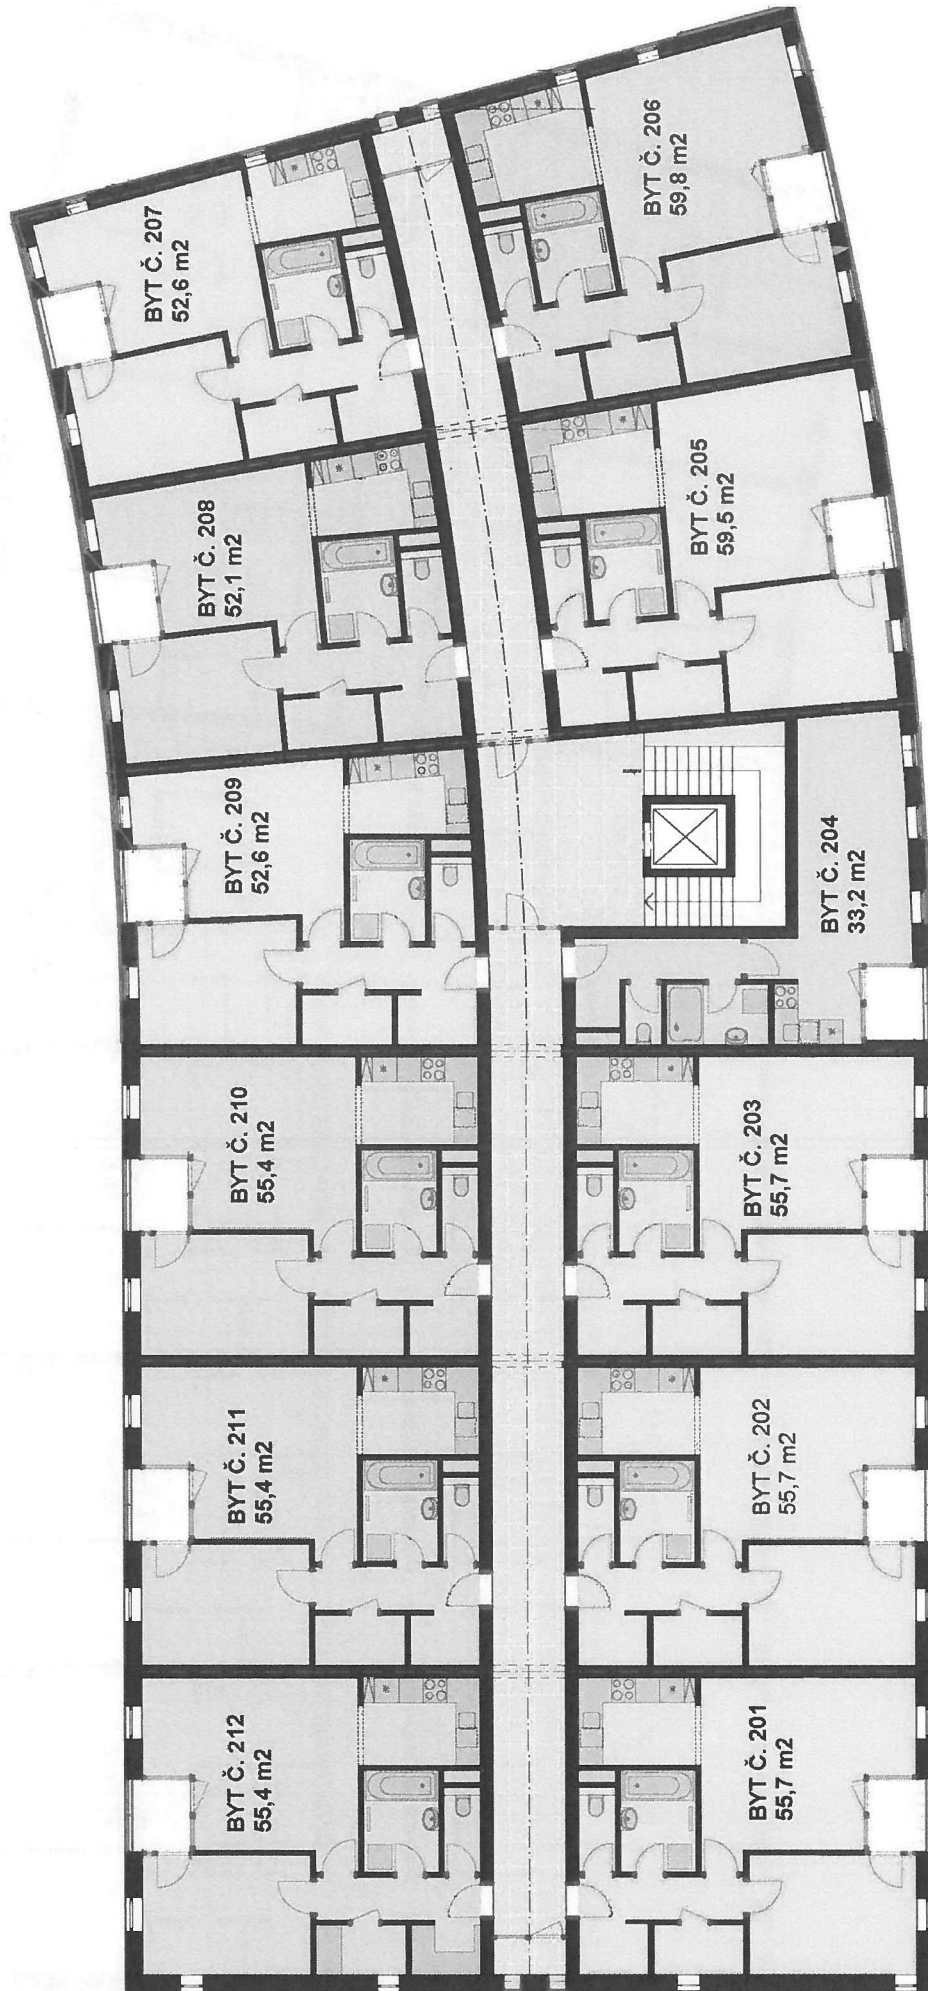 BYT Č. 207
52,6 m2
BYT Č. 206
59,8 m2
BYT Č. 208
52,1 m2
BYT Č. 205
59,5 m2
BYT Č. 209
52,6 m2
BYT Č. 204
33,2 m2
BYT Č. 210
55,4 m2
BYT Č. 203
55,7 m2
BYT Č. 211
55,4 m2
BYT Č. 202
55,7 m2
BYT Č. 212
55,4 m2
BYT Č. 201
55,7 m2